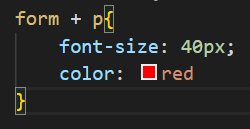 form + p{
    font-size: 40px;
    color: red
}